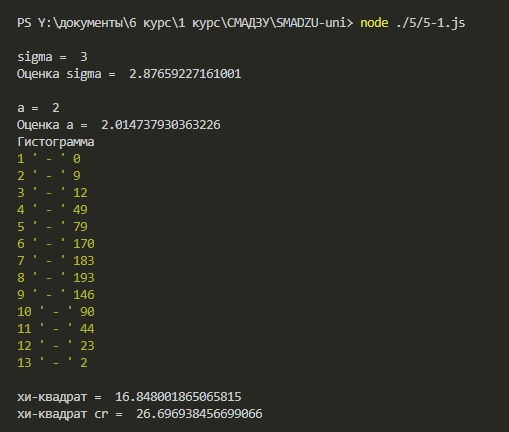 PS Y:\документы\6 курс\1 курс\СМАДЗУ\SMADZU-uni> node ./5/5-1.js
sigma =  3
Оценка sigma =  2.87659227161001
a =  2
Оценка a =  2.014737930363226
Гистограмма
1 ' - ' 0
2 ' - ' 9
3 ' - ' 12
4 ' - ' 49
5 ' - ' 79
6 ' - ' 170
7 ' - ' 183
8 ' - ' 193
9 ' - ' 146
10 ' - ' 90
11 ' - ' 44
12 ' - ' 23
13 ' - ' 2
хи-квадрат =  16.848001865065815
хи-квадрат cr =  26.696938456699066